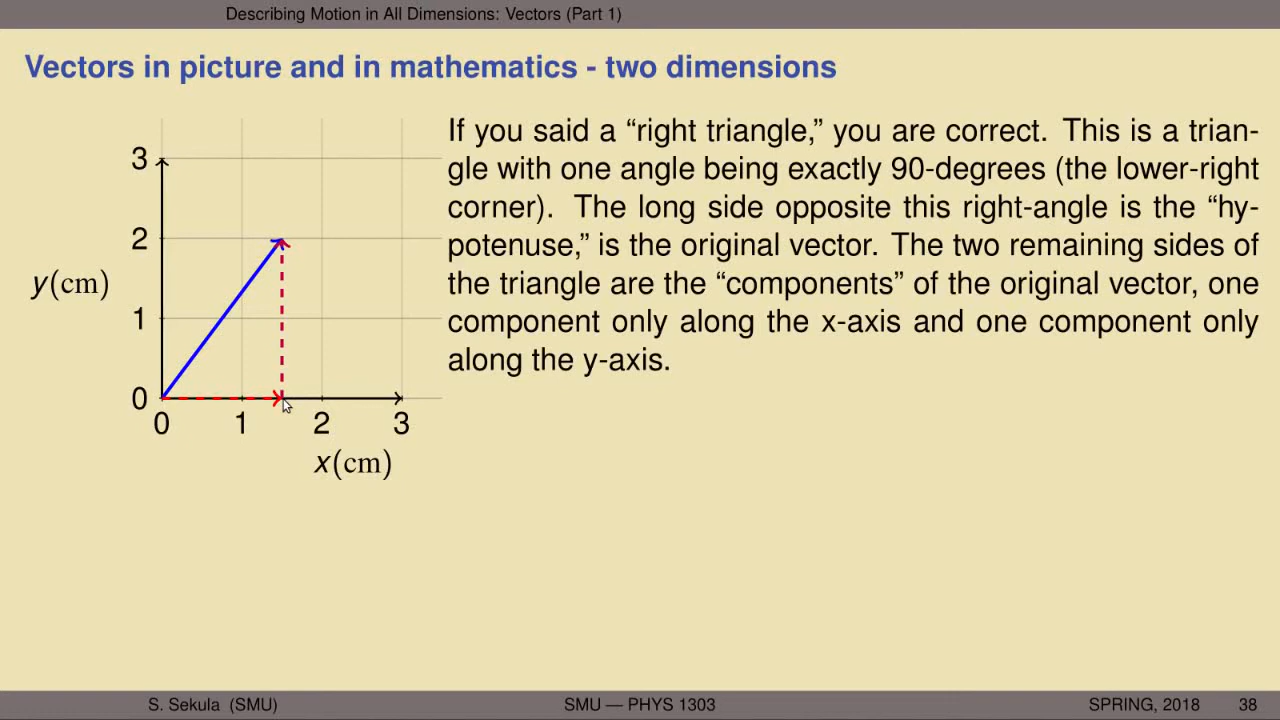 Describing Motion in All Dimensions: Vectors (Part 1)
Vectors in picture and in mathematics - two dimensions
If you said a “right triangle,” you are correct. This is a trian-
gle with one angle being exactly 90-degrees (the lower-right
corner). The long side opposite this right-angle is the “hy-
potenuse,” is the original vector. The two remaining sides of
the triangle are the “components” of the original vector, one
component only along the x-axis and one component only
along the y-axis.
3
2
y(cm)
1
0
0 1 2 3
x(cm)
S. Sekula (SMU) SMU — PHYS 1303 SPRING, 2018 38